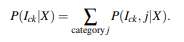 P(I_{ck}|X) = \sum_{\text{category } j} P(I_{ck}, j|X).